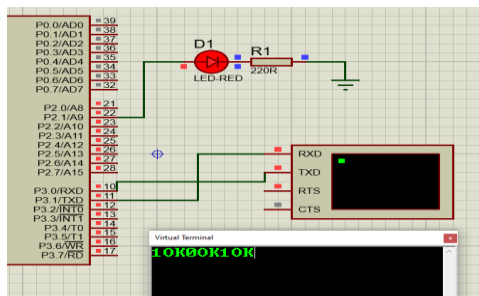 P0.0/AD0 39
P0.1/AD1 38
P0.2/AD2 37
P0.3/AD3 36
P0.4/AD4 35
P0.5/AD5 34
P0.6/AD6 33
P0.7/AD7 32
P2.0/A8 21
P2.1/A9 22
P2.2/A10 23
P2.3/A11 24
P2.4/A12 25
P2.5/A13 26
P2.6/A14 27
P2.7/A15 28
P3.0/RXD 10
P3.1/TXD 11
P3.2/INT0 12
P3.3/INT1 13
P3.4/T0 14
P3.5/T1 15
P3.6/WR 16
P3.7/RD 17
D1
LED-RED
R1
220R
RXD
TXD
RTS
CTS
Virtual Terminal
1OK0OK1OK